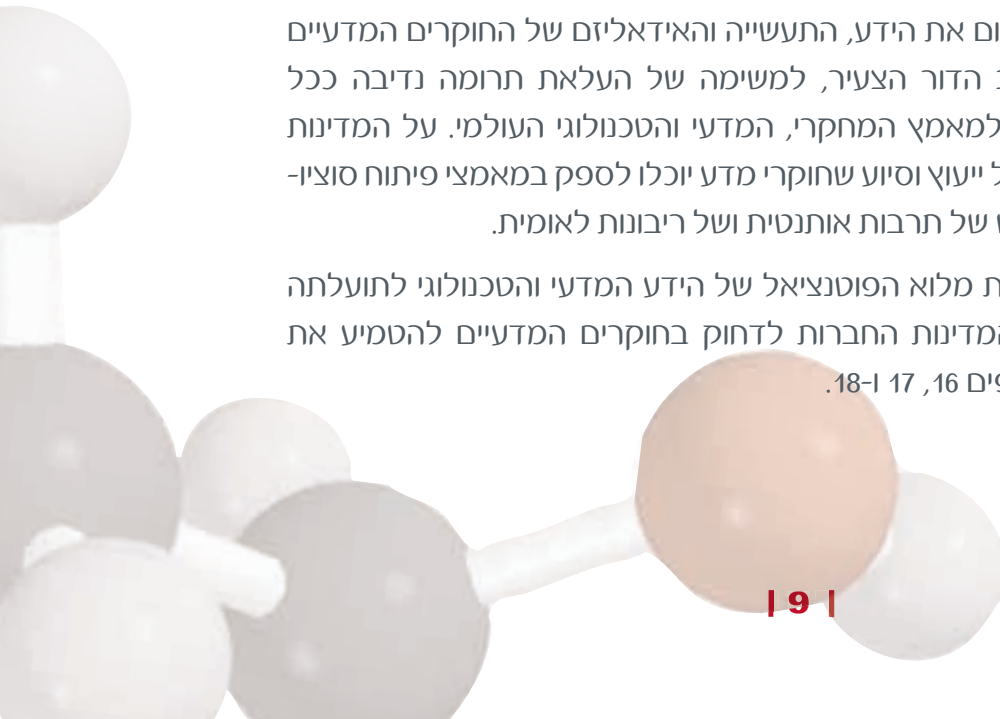 את הידע, התעשייה והאידאליזם של החוקרים המדעיים
הדור הצעיר, למשימה של העלאת תרומה נדיבה ככל
למאמץ המחקרי, המדעי והטכנולוגי העולמי. על המדינות
ייעוץ וסיוע שחוקרי מדע יוכלו לספק במאמצי פיתוח סוציו-
של תרבות אותנטית ושל ריבונות לאומית.
מלוא הפוטנציאל של הידע המדעי והטכנולוגי לתועלתה
המדינות החברות לדחוק בחוקרים המדעיים להטמיע את
16, 17 ו-18.
| 9 |